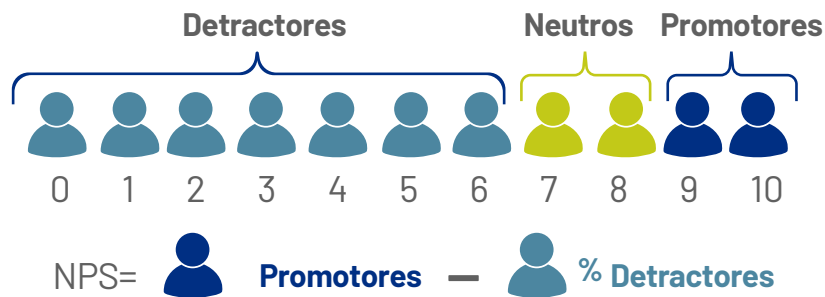 Detractores Neutros Promotores
0 1 2 3 4 5 6 7 8 9 10
NPS= Promotores — % Detractores